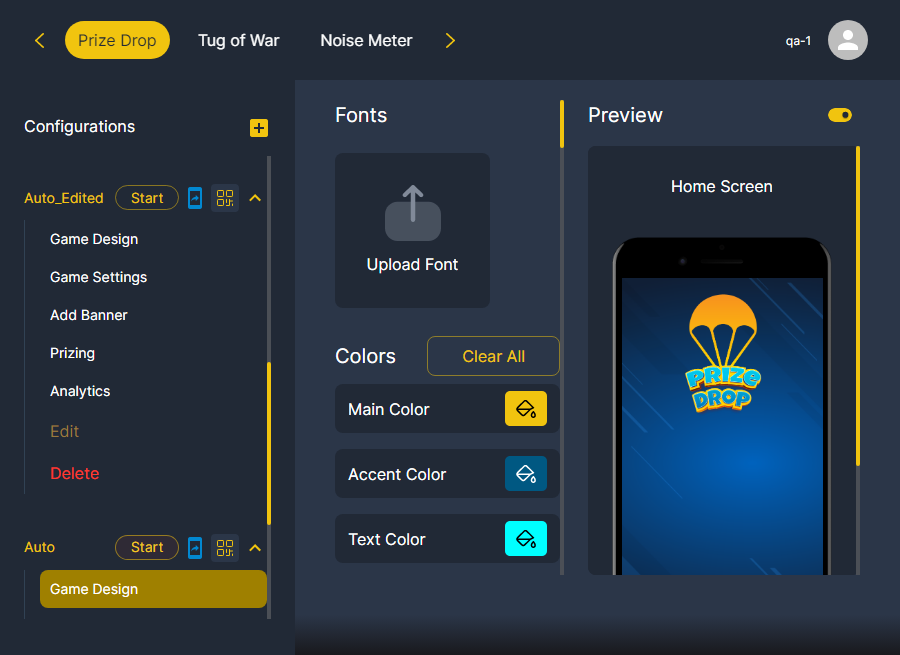 Prize Drop
Tug of War
Noise Meter
qa-1
Configurations
Auto_Edited
Start
Game Design
Game Settings
Add Banner
Prizing
Analytics
Edit
Delete
Auto
Start
Game Design
Fonts
Upload Font
Colors
Clear All
Main Color
Accent Color
Text Color
Preview
Home Screen
PRIZE
DROP